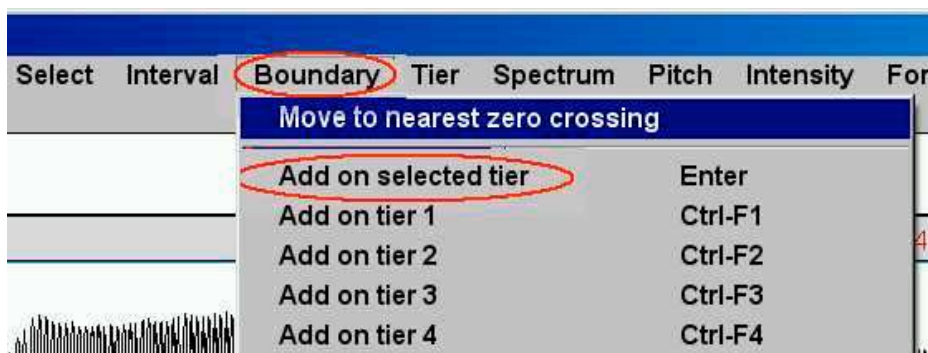 Select Interval Boundary Tier Spectrum Pitch Intensity For
Move to nearest zero crossing
Add on selected tier Enter
Add on tier 1 Ctrl-F1
Add on tier 2 Ctrl-F2
Add on tier 3 Ctrl-F3
Add on tier 4 Ctrl-F4
4